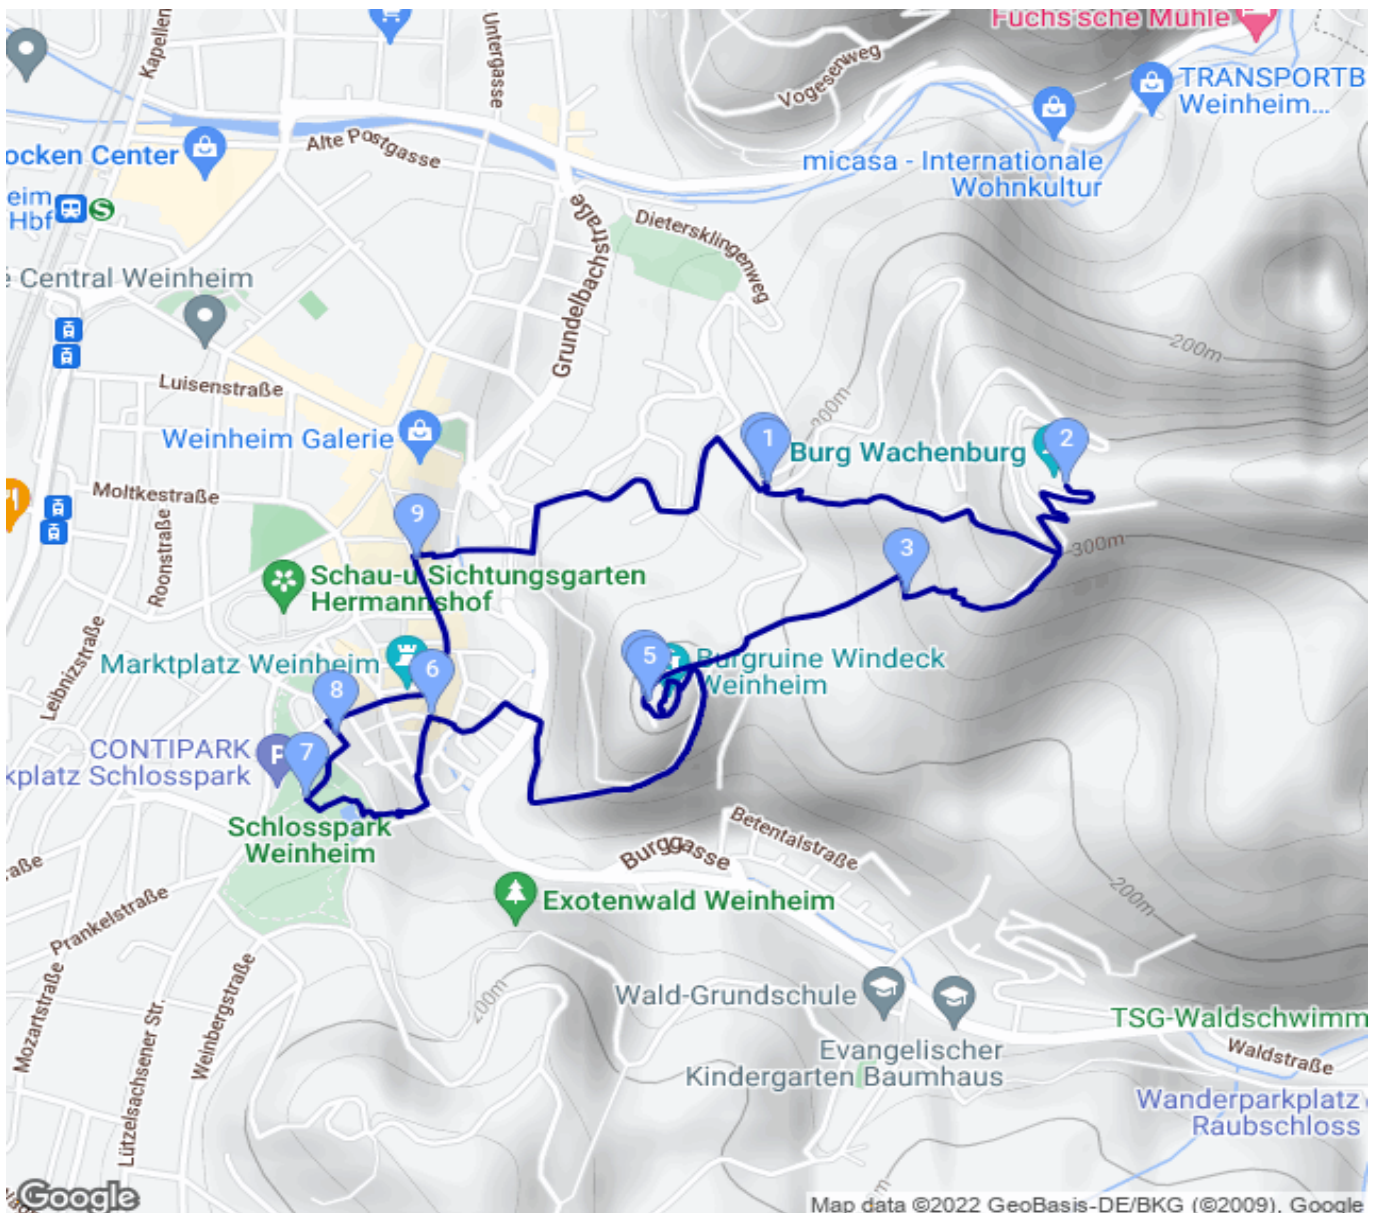 Fuchs'sche Mühle
Kapellen
Untergasse
Vogesenweg
TRANSPORTB
Weinheim...
Alte Postgasse
ocken Center
micasa - Internationale
Wohnkultur
eim
Hbf
S
Grundelbachstraße
Dietersklingenweg
Central Weinheim
200m
Luisenstraße
Weinheim Galerie
1
2
Burg Wachenburg
Moltkestraße
Roonstraße
9
3
300m
Schau-u. Sichtungsgarten
Hermannshof
Leibnizstraße
Marktplatz Weinheim
5
6
Burgruine Windeck
Weinheim
8
7
CONTIPARK
kplatz Schlosspark
P
Schlosspark
Weinheim
Burggasse
Betentalstraße
raße
Prankelstraße
Exotenwald Weinheim
200m
200m
Mozartstraße
Lützelsachsener Str.
Weinbergstraße
Wald-Grundschule
Evangelischer
Kindergarten Baumhaus
TSG-Waldschwimm
Waldstraße
Wanderparkplatz
Raubschloss
Google
Map data ©2022 GeoBasis-DE/BKG (©2009), Google